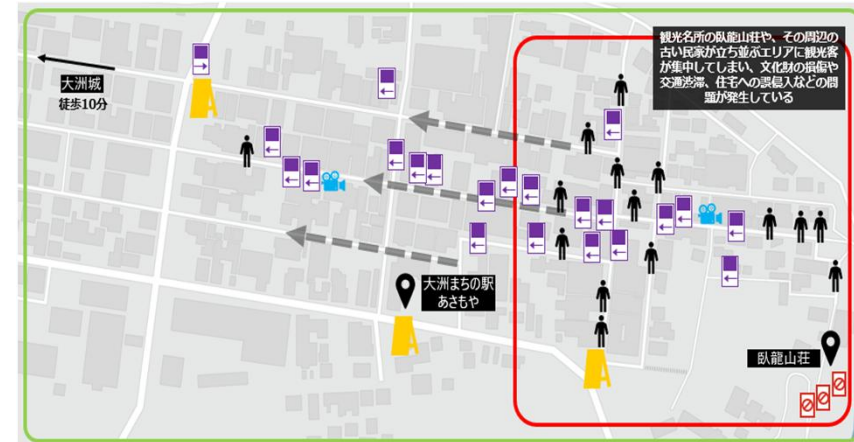 観光名所の臥龍山荘や、その周辺の
古い民家が立ち並ぶエリアに観光客
が集中してしまい、文化財の損傷や
交通渋滞、住宅への誤侵入などの問
題が発生している
大洲城
徒歩10分
大洲まちの駅
あさもや
臥龍山荘